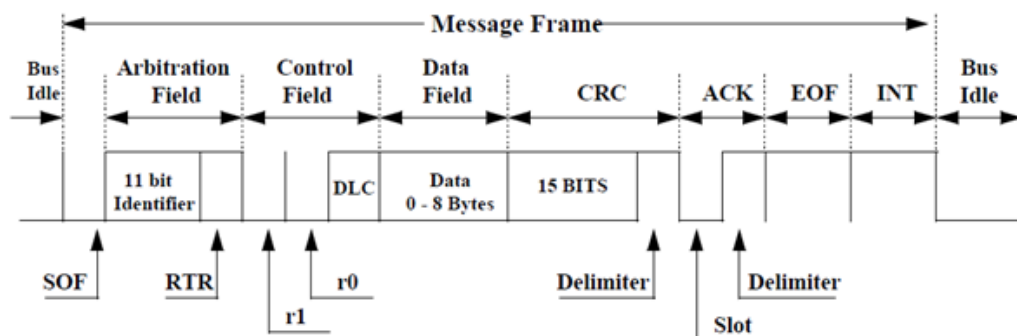 Message Frame
Bus
Idle
Arbitration
Field
Control
Field
Data
Field
CRC
ACK
EOF
INT
Bus
Idle
11 bit
Identifier
DLC
Data
0 - 8 Bytes
15 BITS
SOF
RTR
r1
r0
Delimiter
Slot
Delimiter